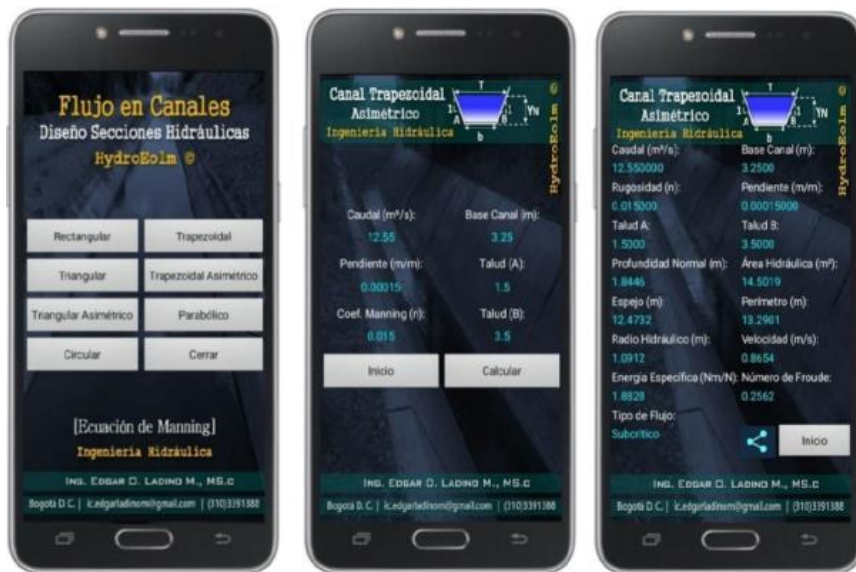 Flujo en Canales
Diseño Secciones Hidráulicas
HydroEolm ©
Rectangular
Trapezoidal
Triangular
Trapezoidal Asimétrico
Triangular Asimétrico
Parabólico
Circular
Cerrar
[Ecuación de Manning]
Ingeniería Hidráulica
ING. EDGAR O. LADINO M., MS.C
Bogotá D. C. | ic.edgarladinom@gmail.com | (310)3391388
Canal Trapezoidal
Asimétrico
Ingeniería Hidráulica
T
1
1
YN
A
B
b
HydroEolm ©
Caudal (m³/s):
Base Canal (m):
12.55
3.25
Pendiente (m/m):
Talud (A):
0.00015
1.5
Coef. Manning (n):
Talud (B):
0.015
3.5
Inicio
Calcular
ING. EDGAR O. LADINO M., MS.C
Bogotá D. C. | ic.edgarladinom@gmail.com | (310)3391388
Canal Trapezoidal
Asimétrico
Ingeniería Hidráulica
T
1
1
YN
A
B
b
HydroEolm ©
Caudal (m³/s):
Base Canal (m):
12.550000
3.2500
Rugosidad (n):
Pendiente (m/m):
0.015000
0.00015000
Talud A:
Talud B:
1.5000
3.5000
Profundidad Normal (m):
Área Hidráulica (m²):
1.8446
14.5019
Espejo (m):
Perímetro (m):
12.4732
13.2901
Radio Hidráulico (m):
Velocidad (m/s):
1.0912
0.8654
Energía Específica (Nm/N):
Número de Froude:
1.8828
0.2562
Tipo de Flujo:
Subcrítico
Inicio
ING. EDGAR O. LADINO M., MS.C
Bogotá D. C. | ic.edgarladinom@gmail.com | (310)3391388